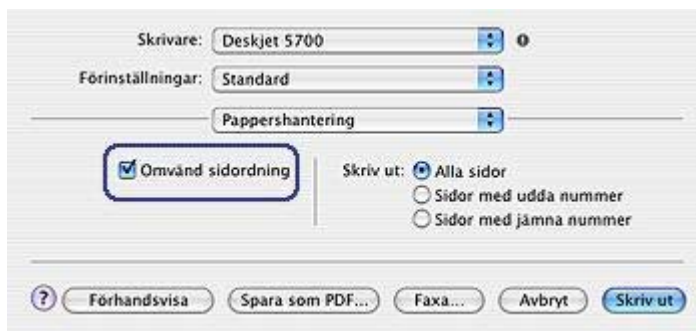 Skrivare: Deskjet 5700
Förinställningar: Standard
Pappershantering
Omvänd sidordning Skriv ut: Alla sidor
Sidor med udda nummer
Sidor med jämna nummer
? Förhandsvisa Spara som PDF... Faxa... Avbryt Skriv ut